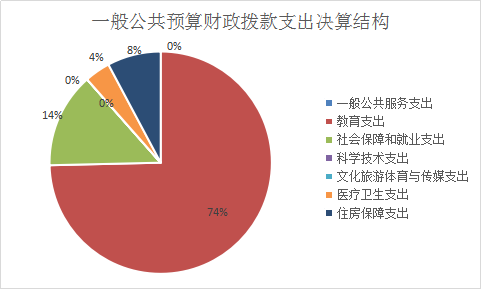 一般公共预算财政拨款支出决算结构
0%
8%
4%
0%
0%
14%
74%
一般公共服务支出
教育支出
社会保障和就业支出
科学技术支出
文化旅游体育与传媒支出
医疗卫生支出
住房保障支出